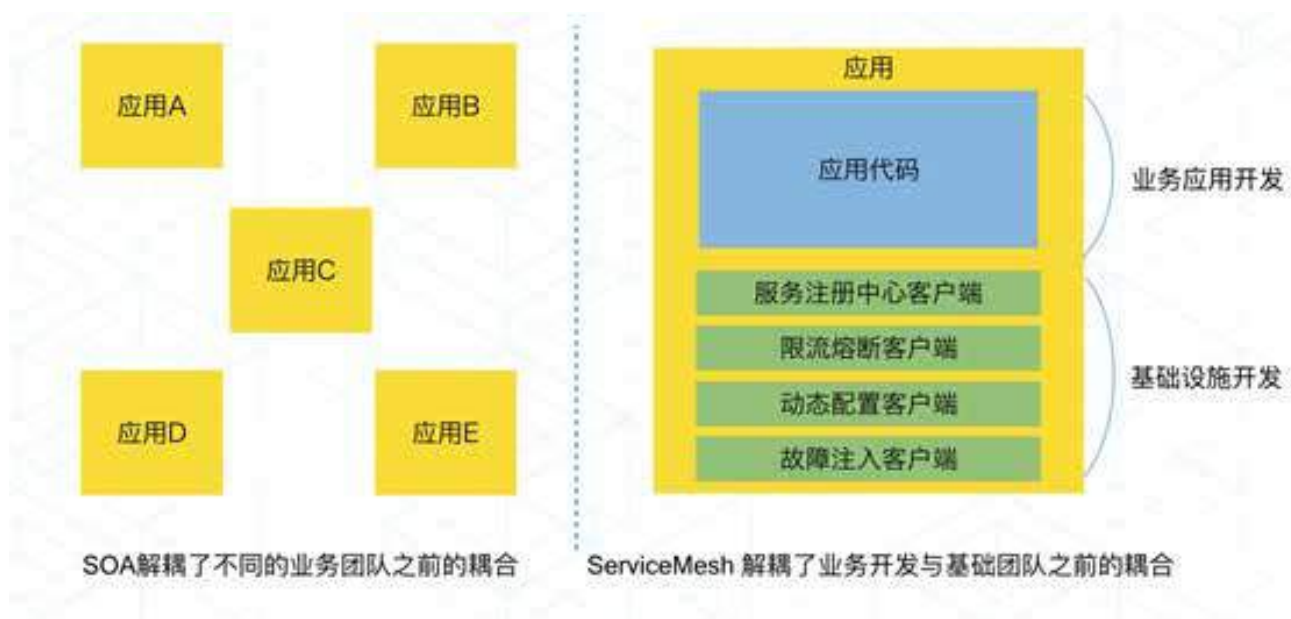 应用A
应用B
应用C
应用D
应用E
SOA解耦了不同的业务团队之前的耦合
应用
应用代码
业务应用开发
服务注册中心客户端
限流熔断客户端
动态配置客户端
故障注入客户端
基础设施开发
ServiceMesh 解耦了业务开发与基础团队之前的耦合